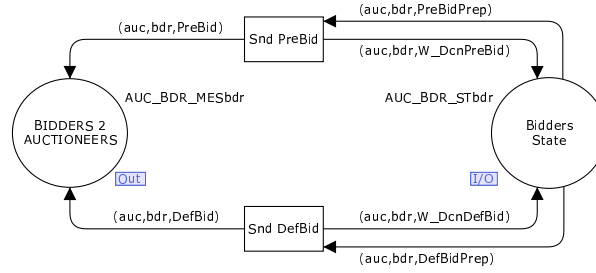 (auc,bdr,PreBidPrep)
(auc,bdr,PreBid)
Snd PreBid
(auc,bdr,W_DcnPreBid)
AUC_BDR_MESbdr
AUC_BDR_STbdr
BIDDERS 2
AUCTIONEERS
Bidders
State
Out
I/O
(auc,bdr,DefBid)
Snd DefBid
(auc,bdr,W_DcnDefBid)
(auc,bdr,DefBidPrep)